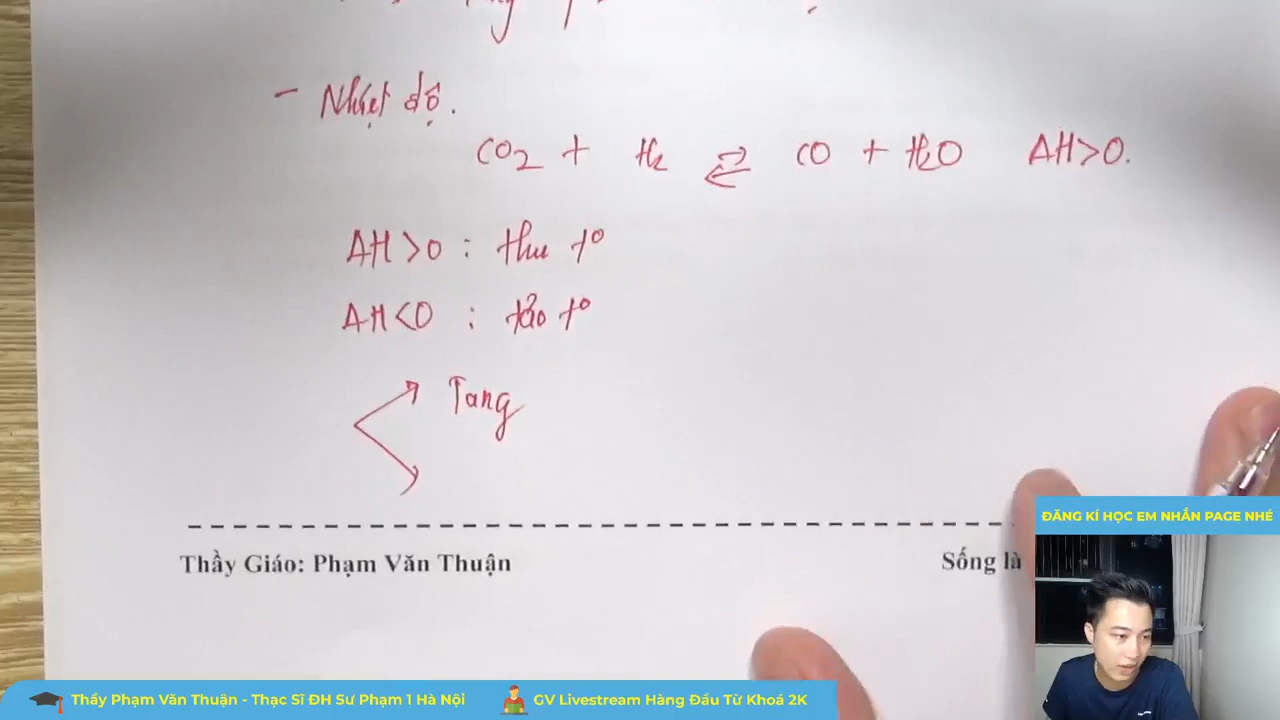 - Nhiệt độ.
CO2 + H2 ⇄ CO + H2O ΔH>0.
ΔH>0 : thu t°
ΔH<0 : tỏa t°
Tăng
ĐĂNG KÍ HỌC EM NHẮN PAGE NHÉ
Thầy Giáo: Phạm Văn Thuận
Sống là
Thầy Phạm Văn Thuận - Thạc Sĩ ĐH Sư Phạm 1 Hà Nội
GV Livestream Hàng Đầu Từ Khoá 2K